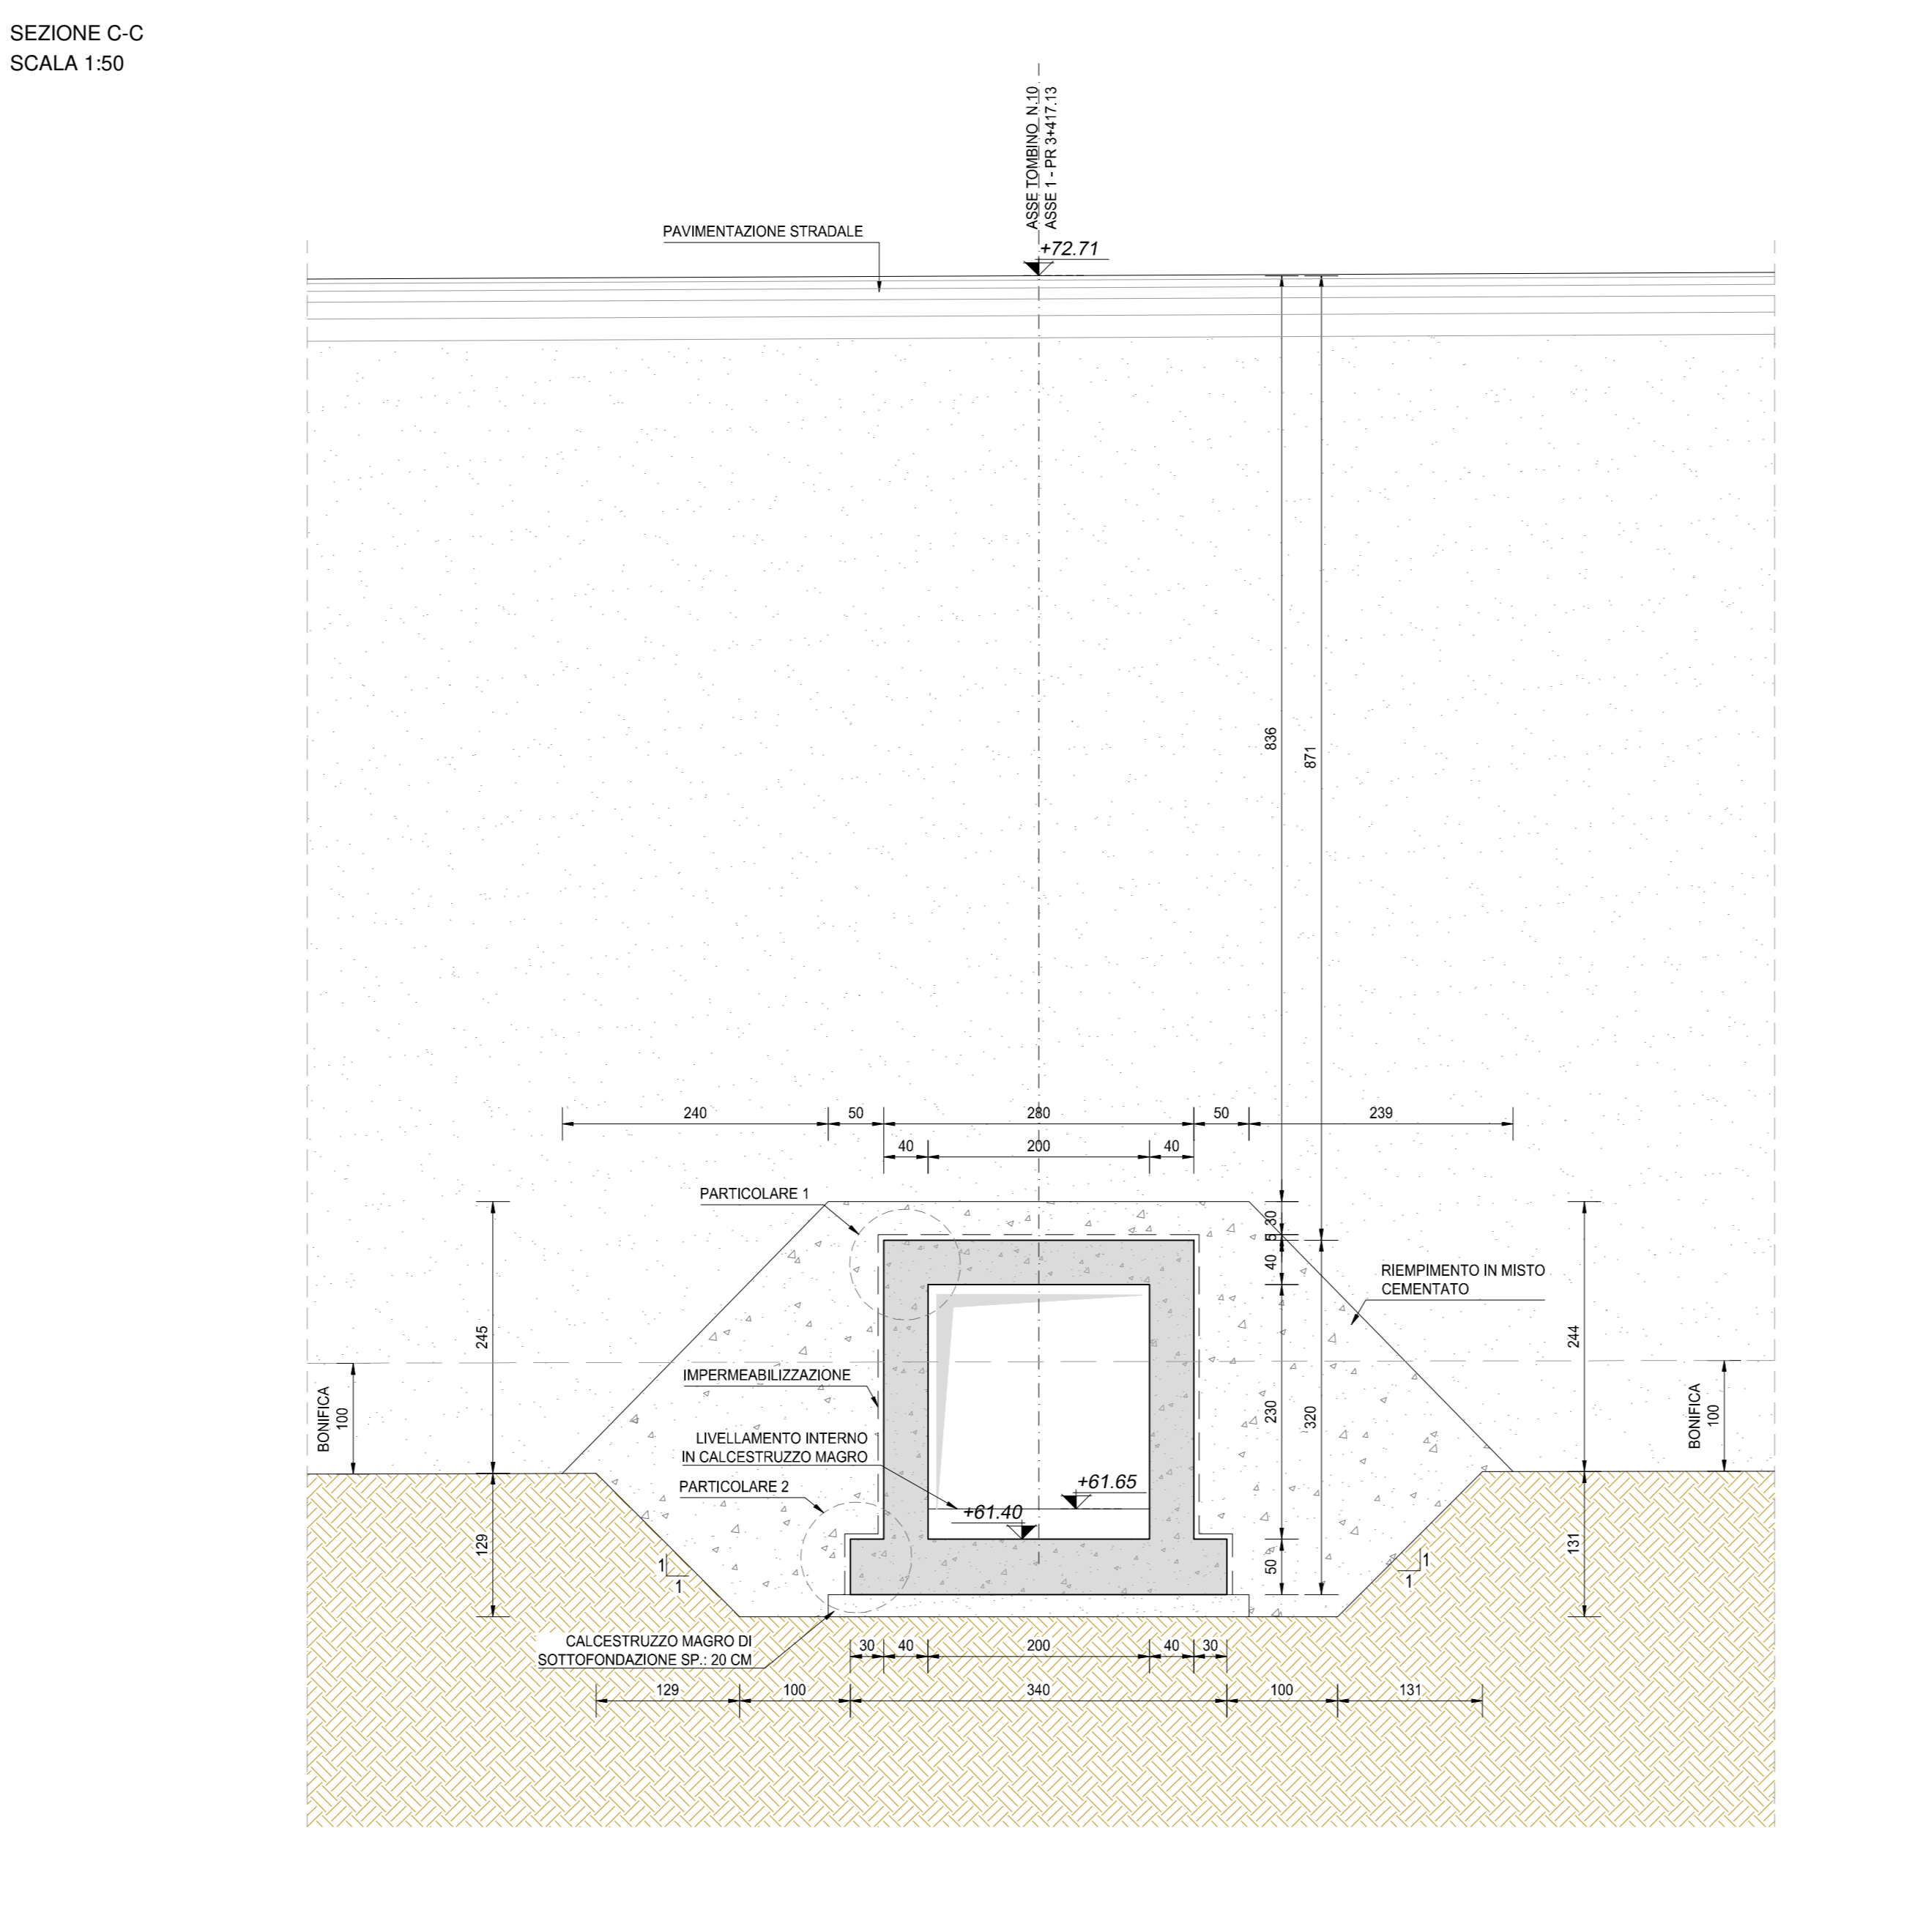 SEZIONE C-C
SCALA 1:50
ASSE TOMBINO N.10
ASSE 1 - PR 3+417.13
PAVIMENTAZIONE STRADALE
+72.71
836
871
240
50
280
50
239
40
200
40
PARTICOLARE 1
30
5
40
245
244
RIEMPIMENTO IN MISTO
CEMENTATO
IMPERMEABILIZZAZIONE
BONIFICA
100
BONIFICA
100
230
320
LIVELLAMENTO INTERNO
IN CALCESTRUZZO MAGRO
PARTICOLARE 2
+61.65
+61.40
129
131
50
1
1
1
1
CALCESTRUZZO MAGRO DI
SOTTOFONDAZIONE SP.: 20 CM
30
40
200
40
30
129
100
340
100
131